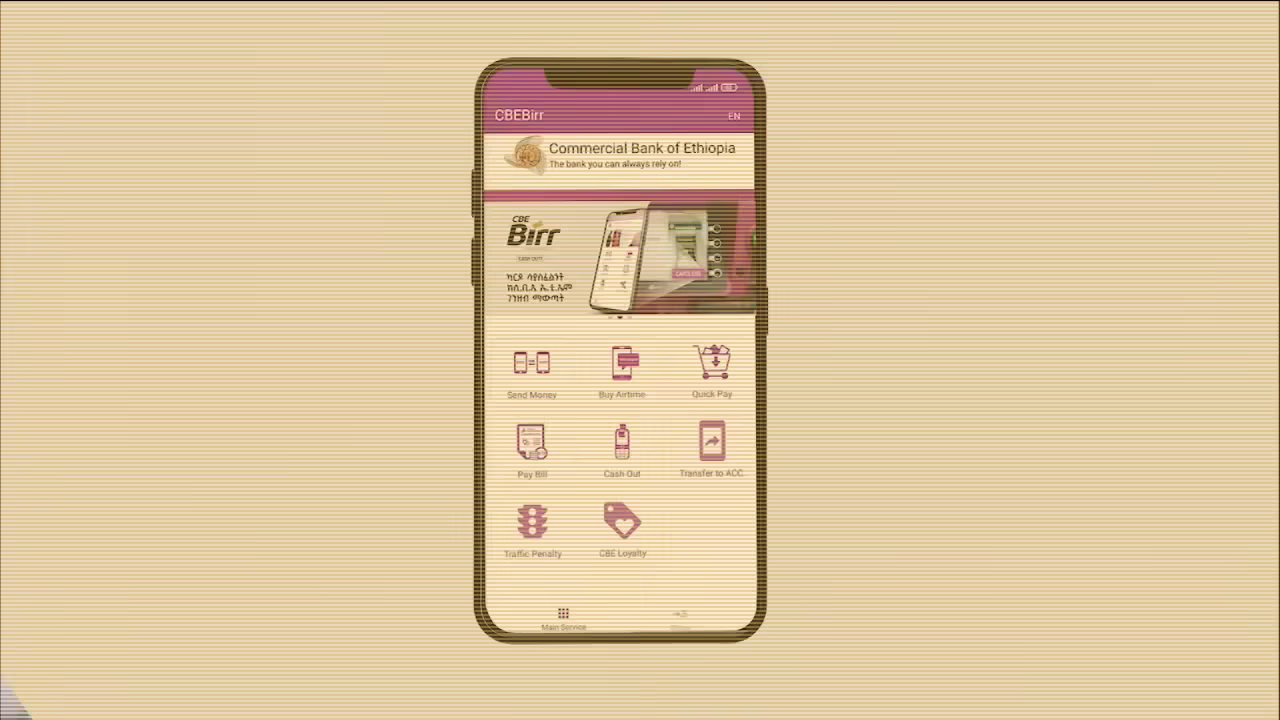 CBEBirr
EN
Commercial Bank of Ethiopia
The bank you can always rely on!
CBE
Birr
ካርድ ሳያስፈልግዎት
ከሲ.ቢ.ኢ ኤ.ቲ.ኤም
ገንዘብ ማውጣት
Send Money
Buy Airtime
Quick Pay
Pay Bill
Cash Out
Transfer to ACC
Traffic Penalty
CBE Loyalty
Main Service